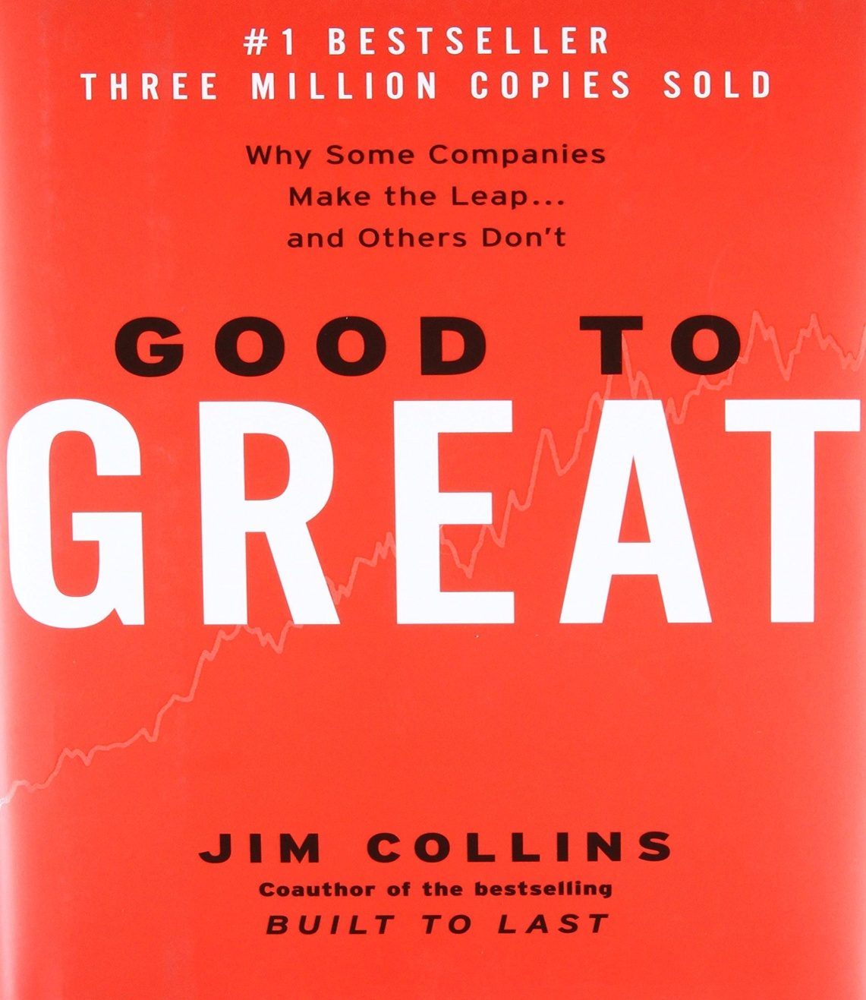 #1 BESTSELLER
THREE MILLION COPIES SOLD
Why Some Companies
Make the Leap...
and Others Don't
GOOD TO
GREAT
JIM COLLINS
Coauthor of the bestselling
BUILT TO LAST